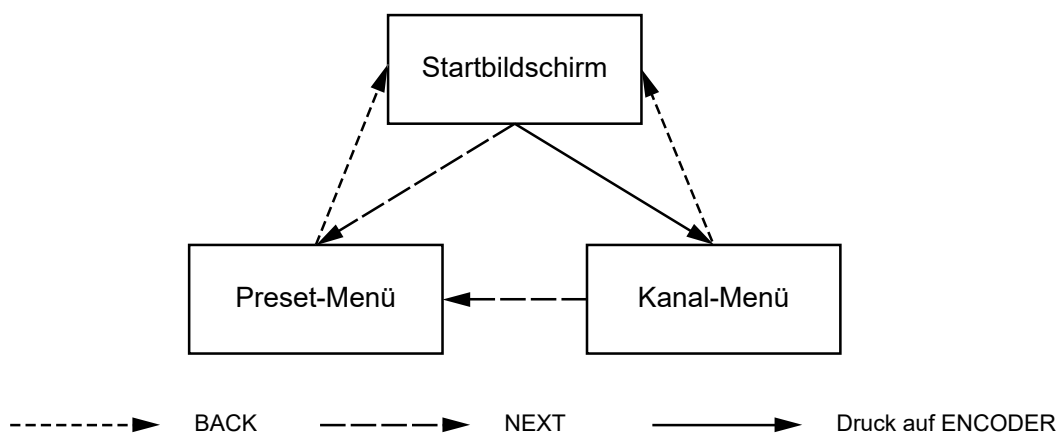 Startbildschirm
Preset-Menü
Kanal-Menü
BACK
NEXT
Druck auf ENCODER